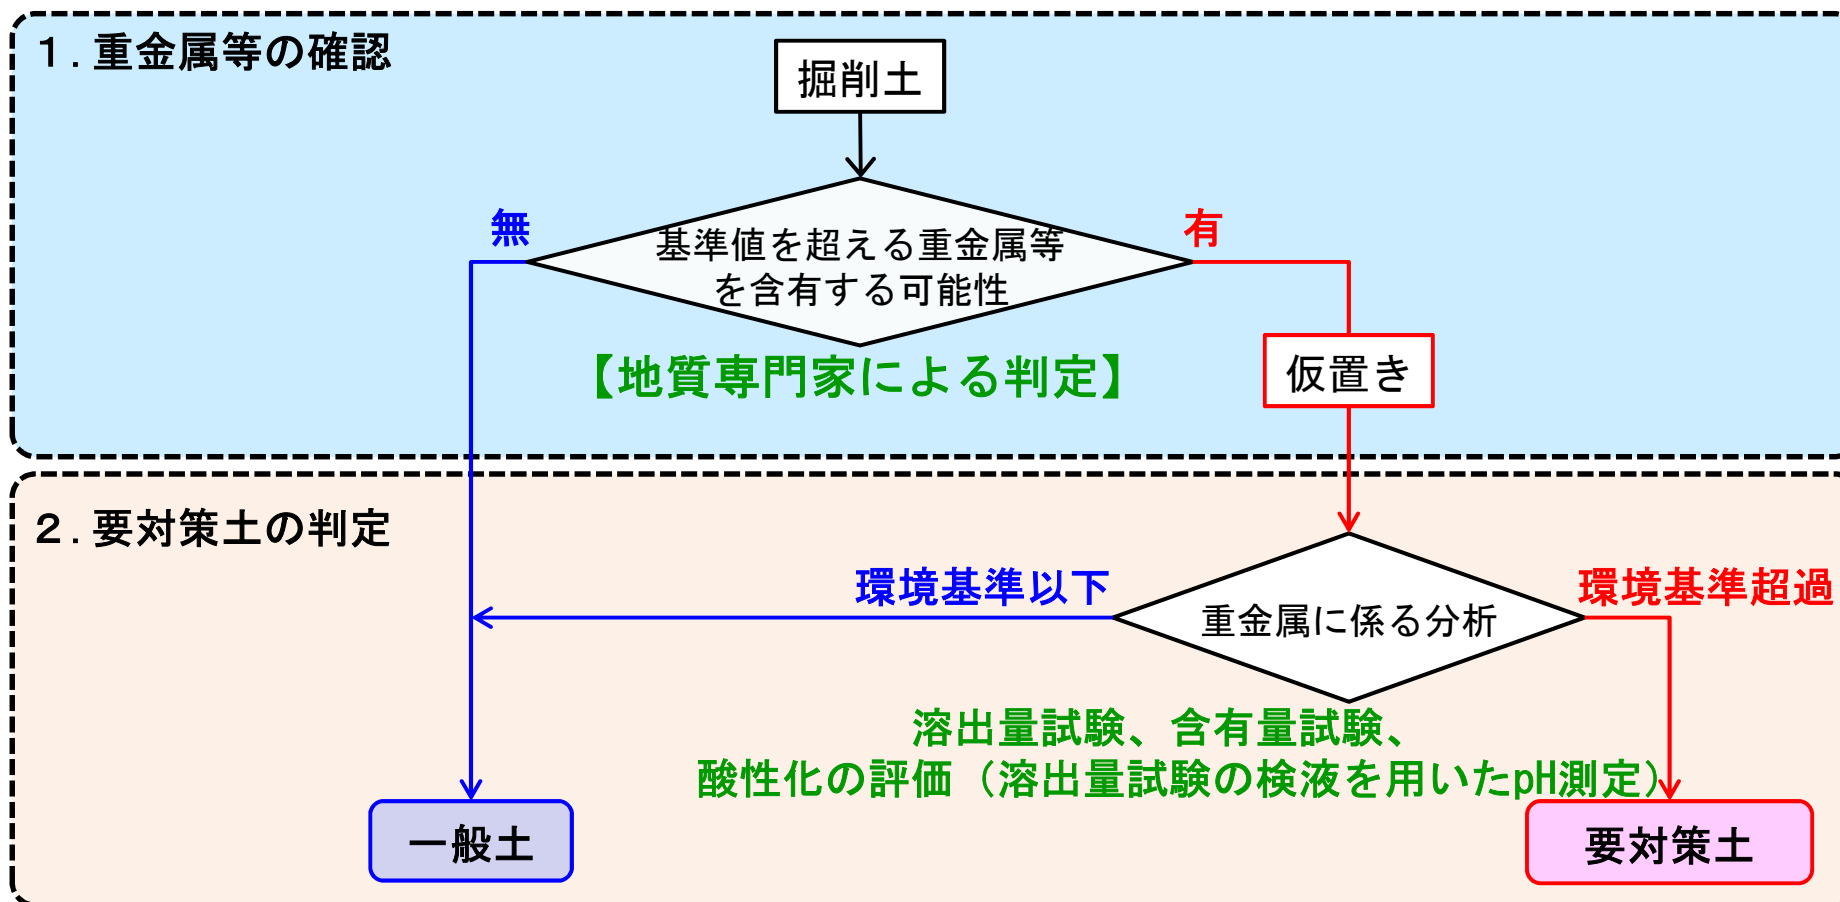 １．重金属等の確認
掘削土
無
有
基準値を超える重金属等
を含有する可能性
【地質専門家による判定】
仮置き
２．要対策土の判定
環境基準以下
環境基準超過
重金属に係る分析
溶出量試験、含有量試験、
酸性化の評価（溶出量試験の検液を用いたpH測定）
一般土
要対策土